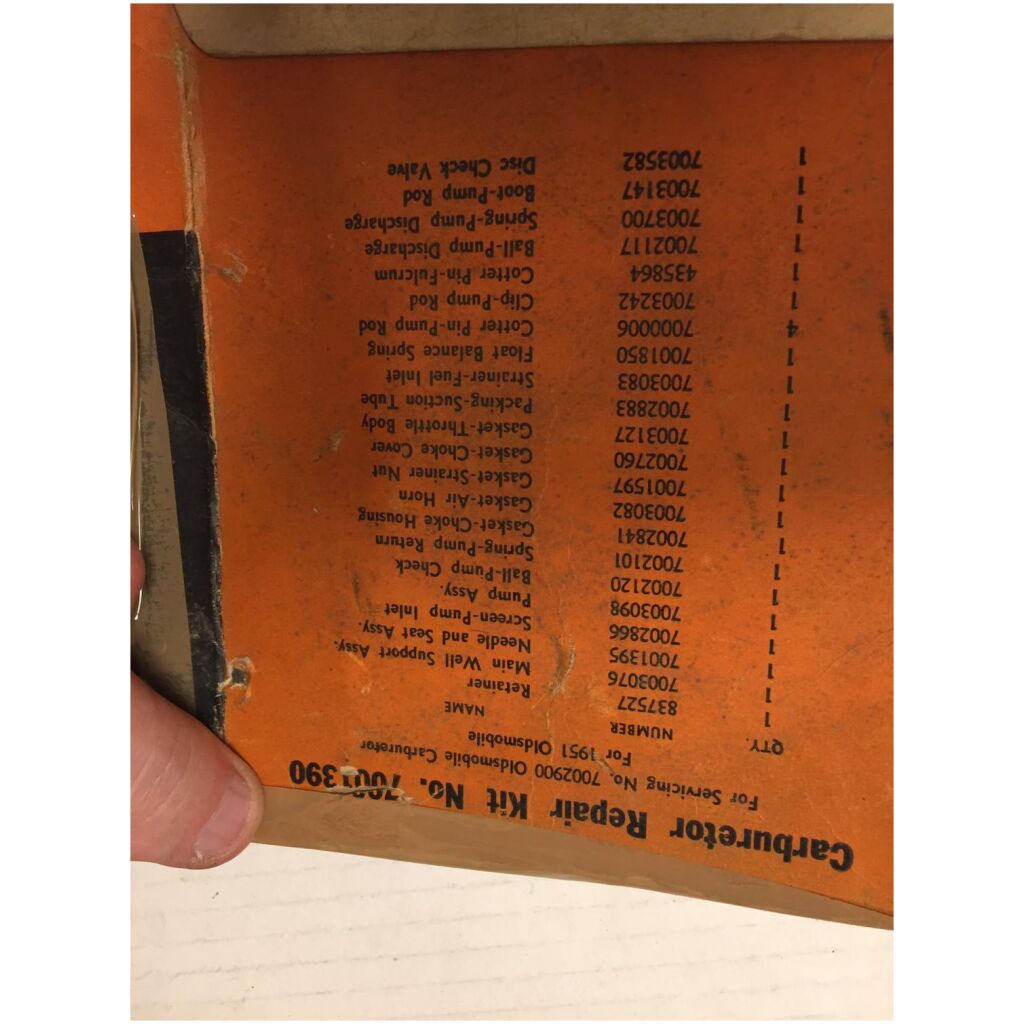 Carburetor Repair Kit No. 7001390
For Servicing No. 7002900 Oldsmobile Carburetor
For 1951 Oldsmobile
QTY. NUMBER NAME
1 837527 Retainer
1 7003076 Main Well Support Assy.
1 7001395 Needle and Seat Assy.
1 7002866 Screen-Pump Inlet
1 7003098 Pump Assy.
1 7002120 Ball-Pump Check
1 7002101 Spring-Pump Return
1 7002841 Gasket-Choke Housing
1 7003082 Gasket-Air Horn
1 7001597 Gasket-Strainer Nut
1 7002760 Gasket-Choke Cover
1 7003127 Gasket-Throttle Body
1 7002883 Packing-Suction Tube
1 7003083 Strainer-Fuel Inlet
1 7001850 Float Balance Spring
4 7000006 Cotter Pin-Pump Rod
1 7003242 Clip-Pump Rod
1 435864 Cotter Pin-Fulcrum
1 7002117 Ball-Pump Discharge
1 7003700 Spring-Pump Discharge
1 7003147 Boot-Pump Rod
1 7003582 Disc Check Valve